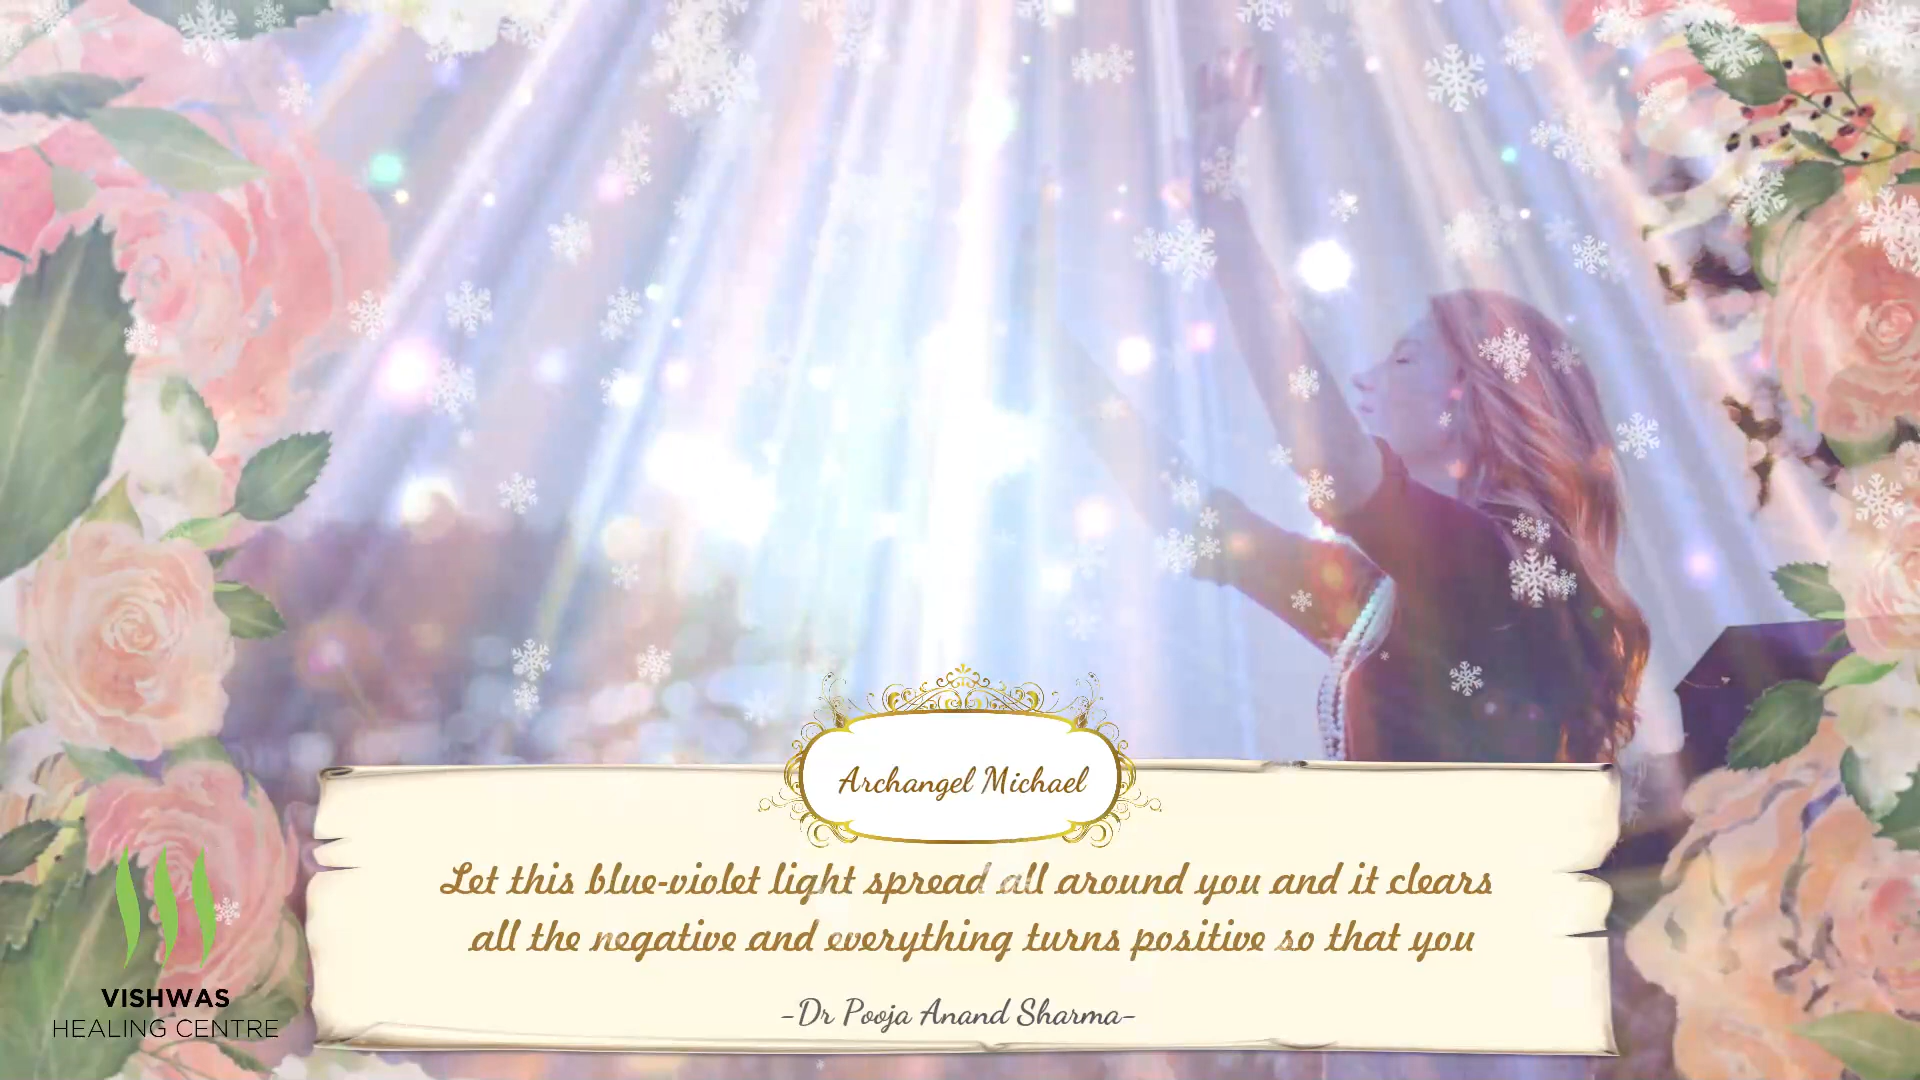 Archangel Michael
Let this blue-violet light spread all around you and it clears
all the negative and everything turns positive so that you
-Dr Pooja Anand Sharma-
VISHWAS
HEALING CENTRE